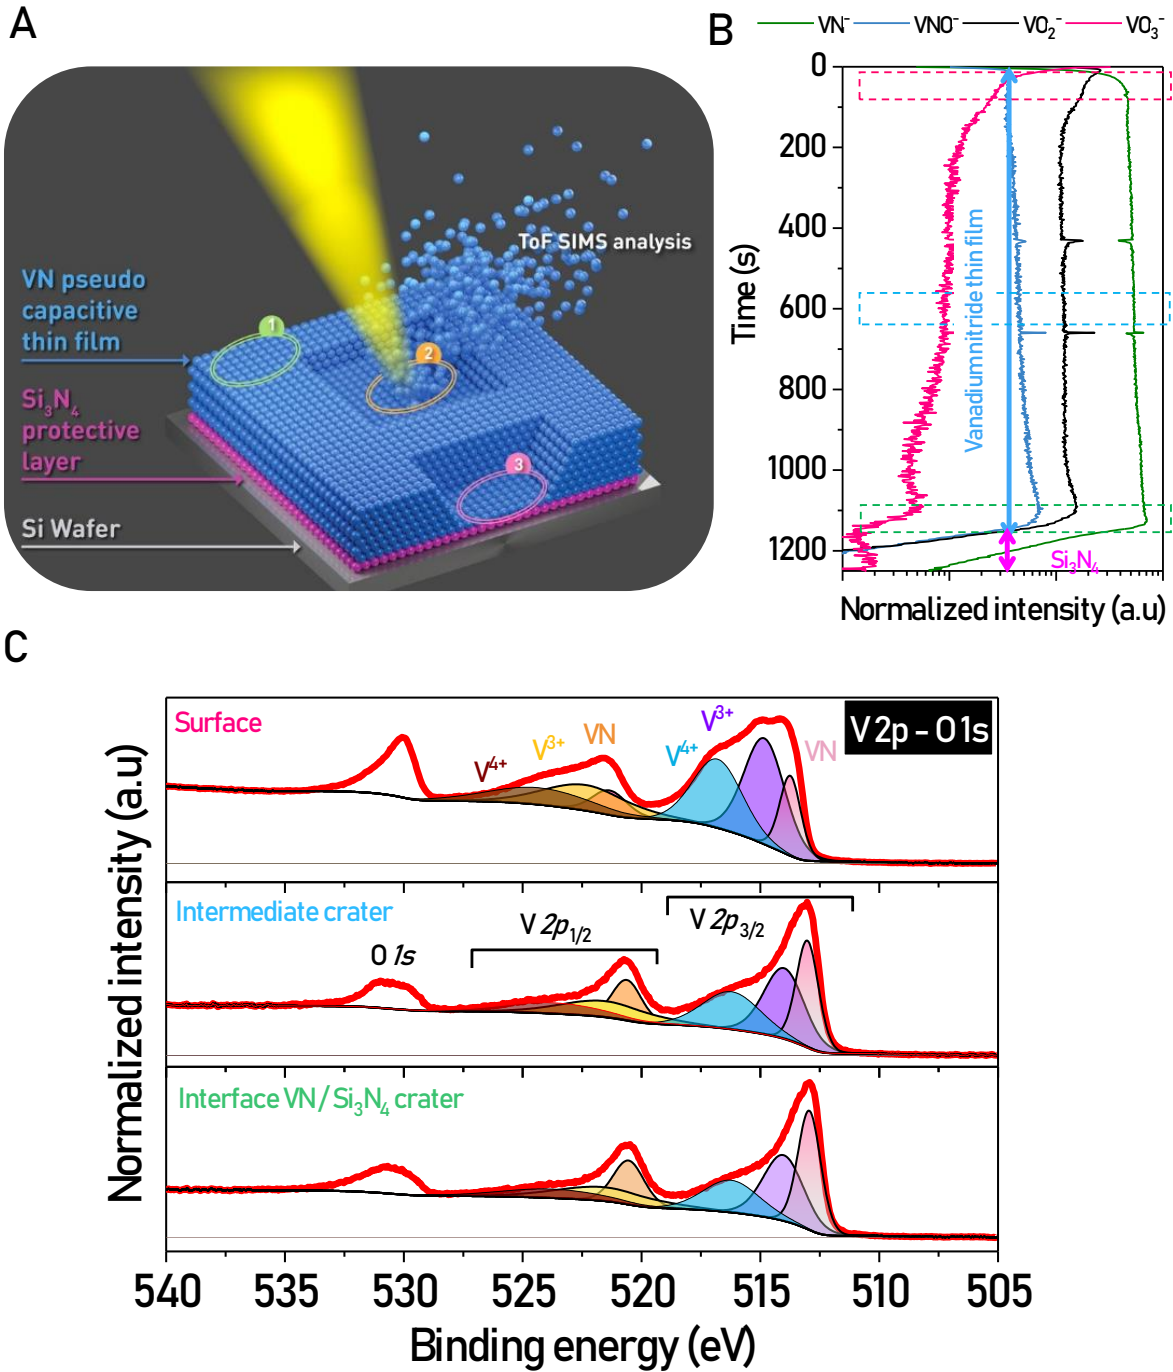 A
ToF SIMS analysis
VN pseudo
capacitive
thin film
Si₃N₄
protective
layer
Si Wafer
1
2
3
B
VN⁻ VNO⁻ VO₂⁻ VO₃⁻
0
200
400
600
800
1000
1200
Time (s)
Vanadium nitride thin film
Si₃N₄
Normalized intensity (a.u)
C
Surface
V⁴⁺ V³⁺ VN V⁴⁺ V³⁺ VN
V 2p - O 1s
Intermediate crater
O 1s V 2p1/2 V 2p3/2
Interface VN / Si₃N₄ crater
Normalized intensity (a.u)
540 535 530 525 520 515 510 505
Binding energy (eV)